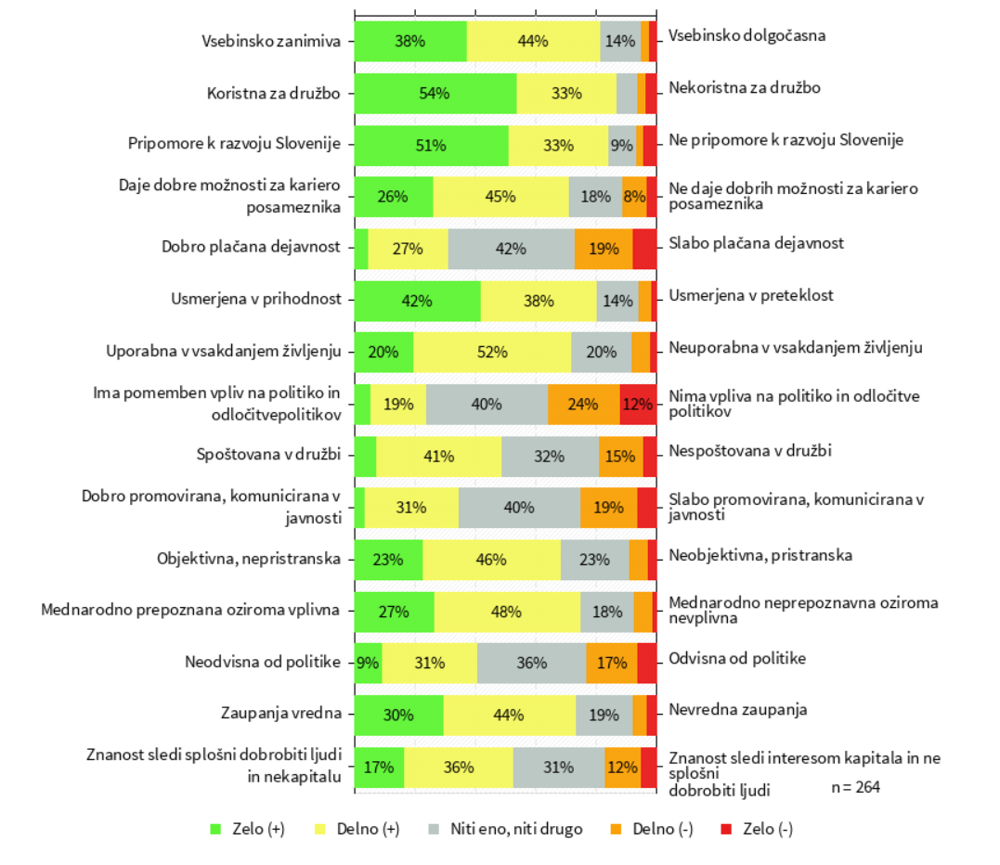 Vsebinsko zanimiva 38% 44% 14% Vsebinsko dolgočasna
Koristna za družbo 54% 33% Nekoristna za družbo
Pripomore k razvoju Slovenije 51% 33% 9% Ne pripomore k razvoju Slovenije
Daje dobre možnosti za kariero
posameznika
26% 45% 18% 8%
Ne daje dobrih možnosti za kariero
posameznika
Dobro plačana dejavnost 27% 42% 19% Slabo plačana dejavnost
Usmerjena v prihodnost 42% 38% 14% Usmerjena v preteklost
Uporabna v vsakdanjem življenju 20% 52% 20% Neuporabna v vsakdanjem življenju
Ima pomemben vpliv na politiko in
odločitvepolitikov
19% 40% 24% 12%
Nima vpliva na politiko in odločitve
politikov
Spoštovana v družbi 41% 32% 15% Nespoštovana v družbi
Dobro promovirana, komunicirana v
javnosti
31% 40% 19%
Slabo promovirana, komunicirana v
javnosti
Objektivna, nepristranska 23% 46% 23% Neobjektivna, pristranska
Mednarodno prepoznana oziroma vplivna 27% 48% 18%
Mednarodno neprepoznavna oziroma
nevplivna
Neodvisna od politike 9% 31% 36% 17% Odvisna od politike
Zaupanja vredna 30% 44% 19% Nevredna zaupanja
Znanost sledi splošni dobrobiti ljudi
in nekapitalu
17% 36% 31% 12%
Znanost sledi interesom kapitala in ne
splošni
dobrobiti ljudi
n = 264
Zelo (+) Delno (+) Niti eno, niti drugo Delno (-) Zelo (-)